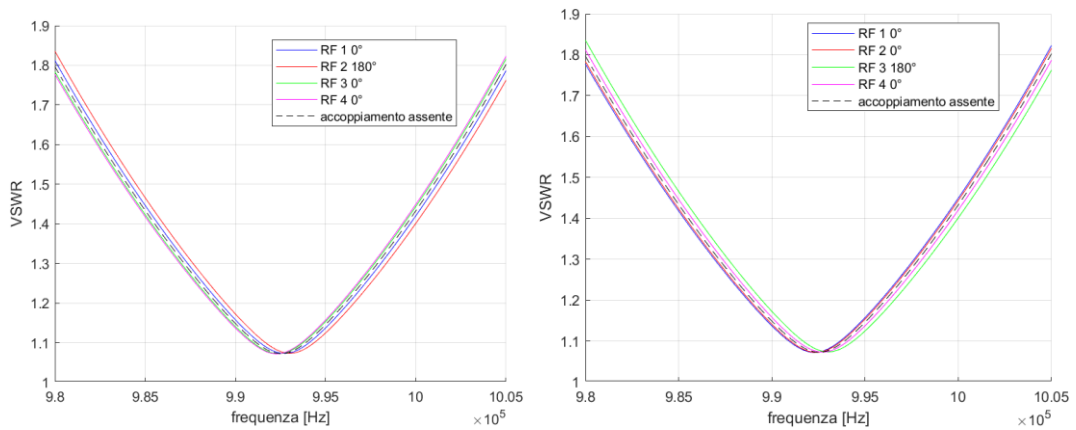 1.9
1.8
1.7
1.6
1.5
1.4
1.3
1.2
1.1
1
VSWR
RF 1 0°
RF 2 180°
RF 3 0°
RF 4 0°
accoppiamento assente
9.8 9.85 9.9 9.95 10 10.05
frequenza [Hz]
×10⁵
1.9
1.8
1.7
1.6
1.5
1.4
1.3
1.2
1.1
1
VSWR
RF 1 0°
RF 2 0°
RF 3 180°
RF 4 0°
accoppiamento assente
9.8 9.85 9.9 9.95 10 10.05
frequenza [Hz]
×10⁵